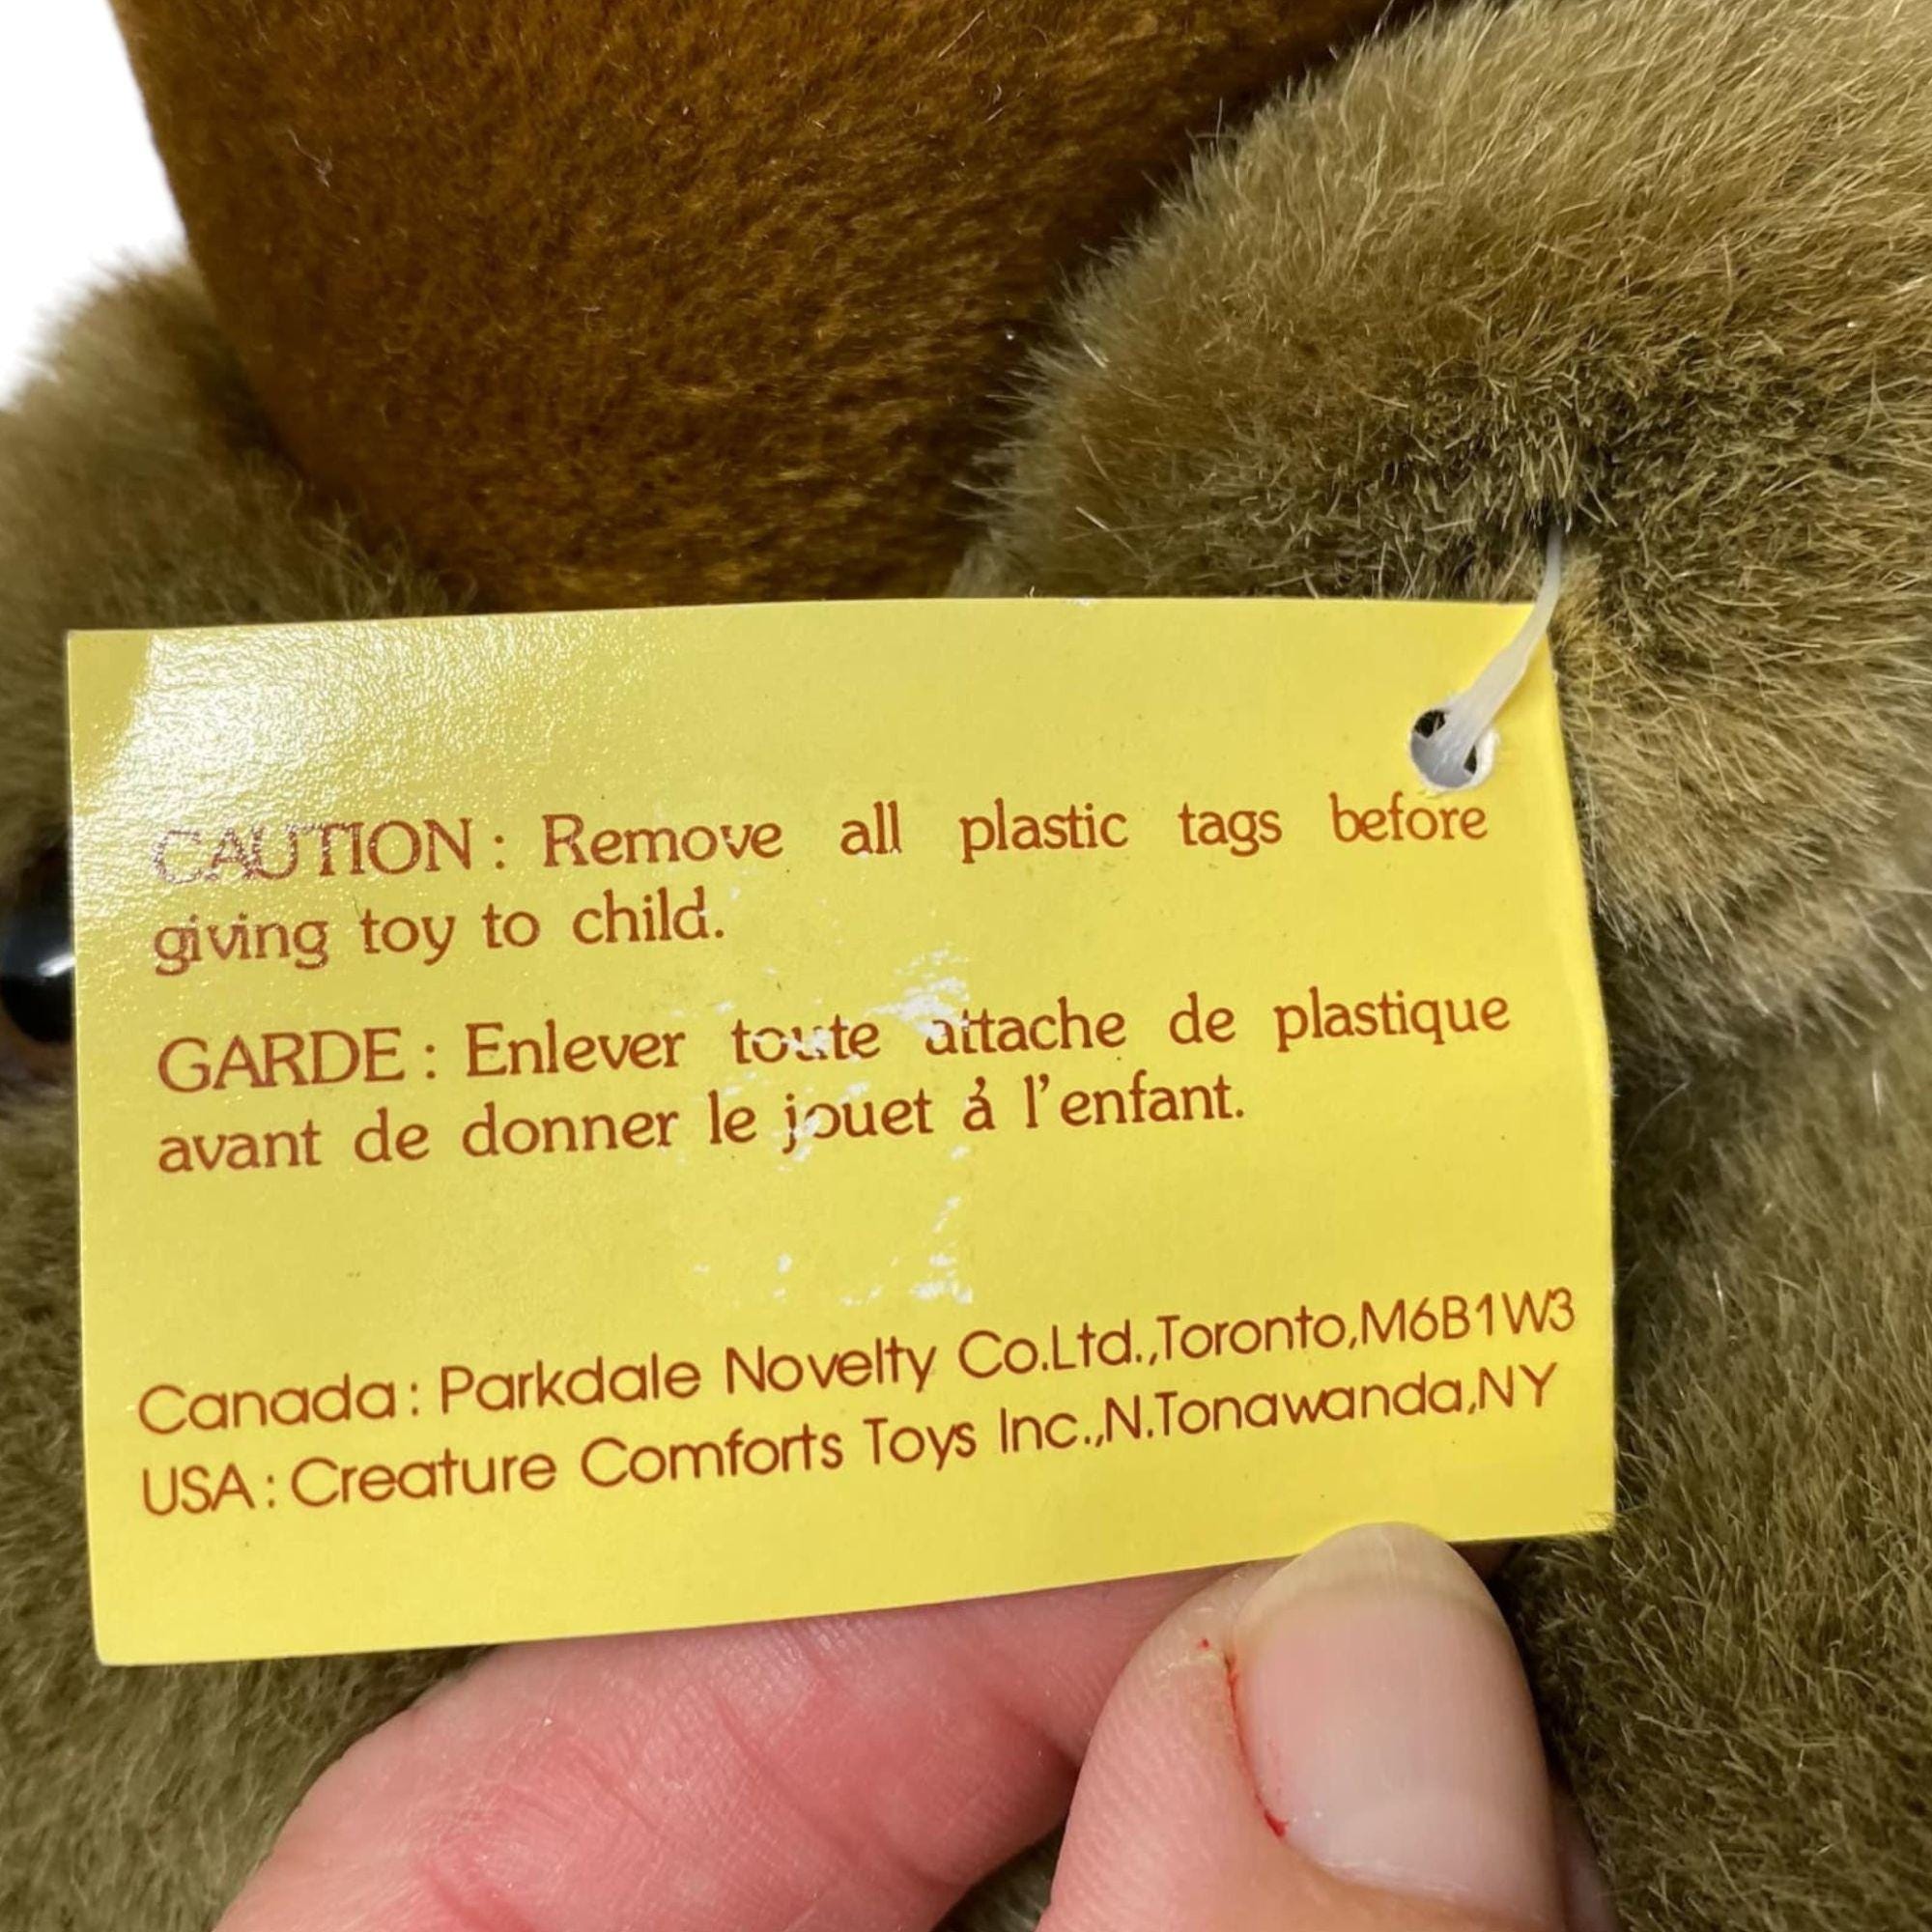 CAUTION : Remove all plastic tags before
giving toy to child.
GARDE : Enlever toute attache de plastique
avant de donner le jouet ả l'enfant.
Canada : Parkdale Novelty Co.Ltd.,Toronto,M6B1W3
USA : Creature Comforts Toys Inc.,N.Tonawanda,NY